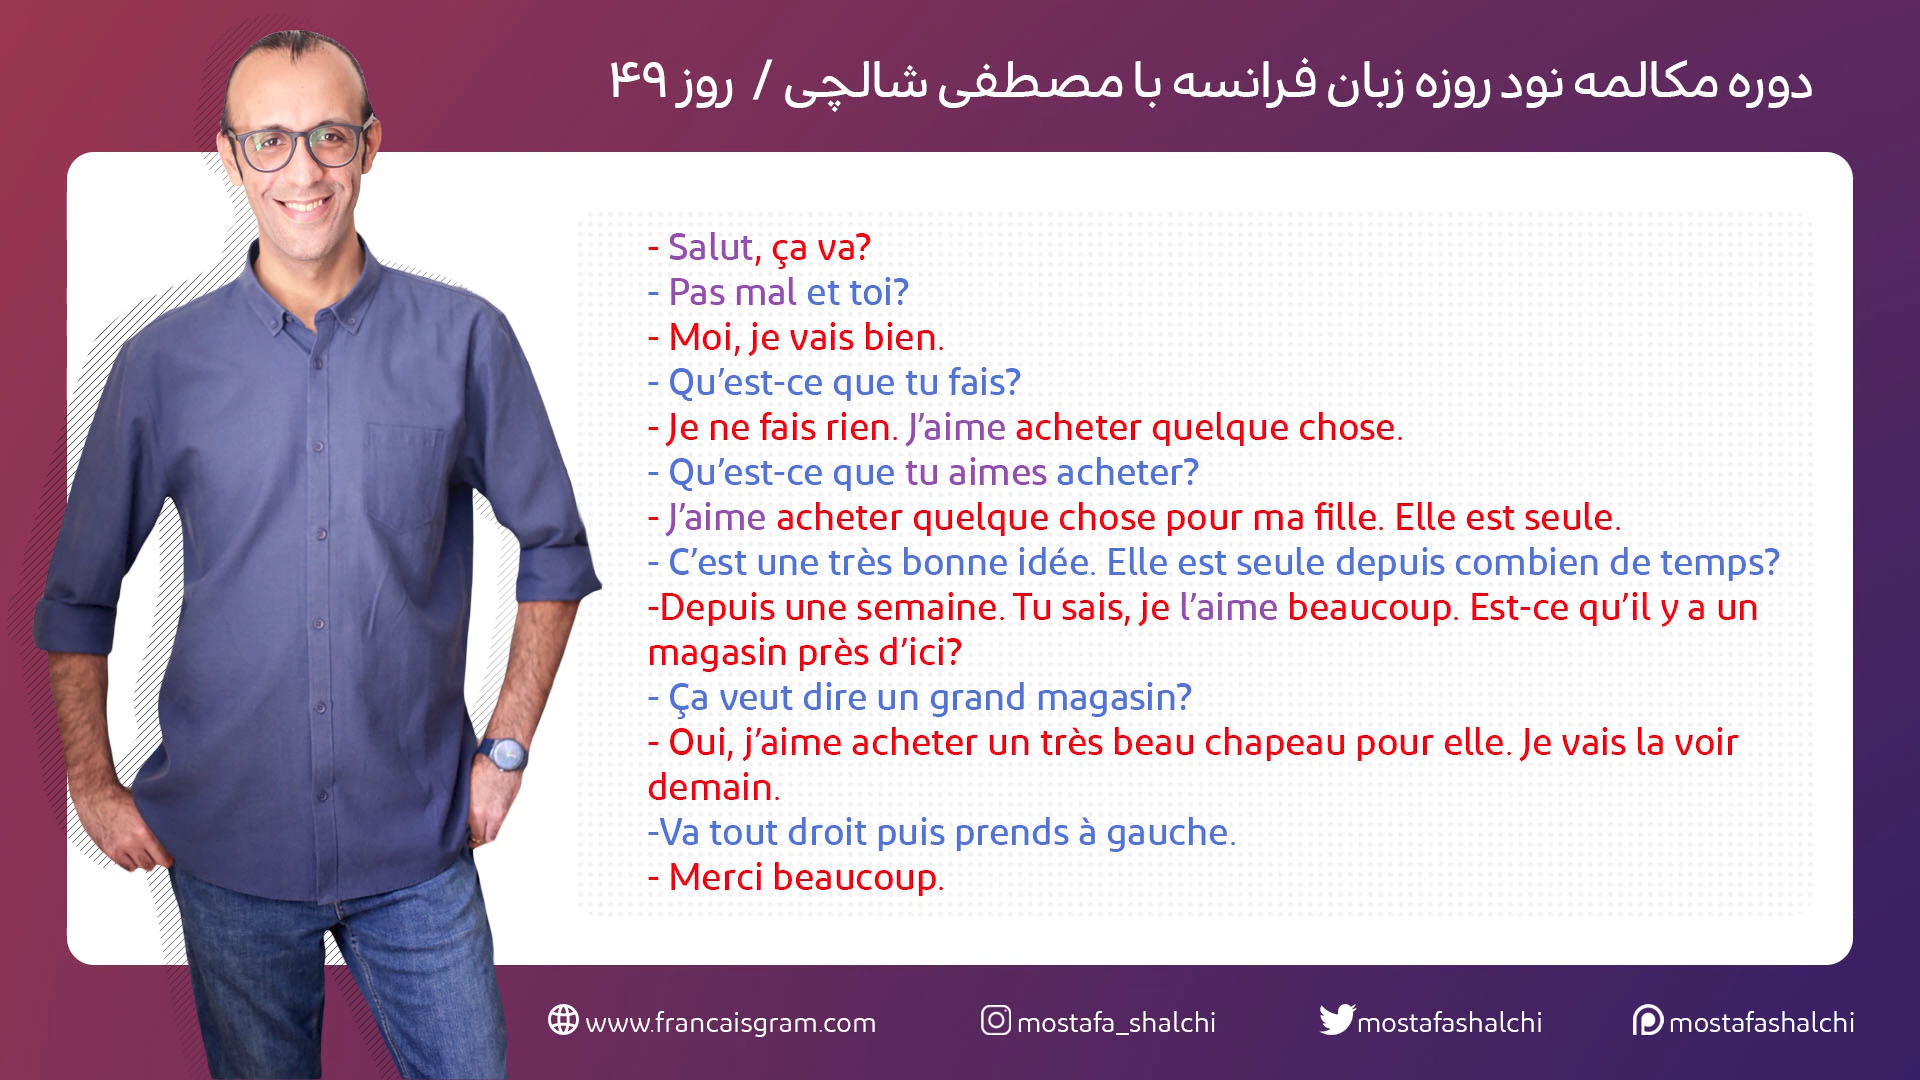 دوره مکالمه نود روزه زبان فرانسه با مصطفی شالچی / روز ۴۹
- Salut, ça va?
- Pas mal et toi?
- Moi, je vais bien.
- Qu’est-ce que tu fais?
- Je ne fais rien. J’aime acheter quelque chose.
- Qu’est-ce que tu aimes acheter?
- J’aime acheter quelque chose pour ma fille. Elle est seule.
- C’est une très bonne idée. Elle est seule depuis combien de temps?
-Depuis une semaine. Tu sais, je l’aime beaucoup. Est-ce qu’il y a un
magasin près d’ici?
- Ça veut dire un grand magasin?
- Oui, j’aime acheter un très beau chapeau pour elle. Je vais la voir
demain.
-Va tout droit puis prends à gauche.
- Merci beaucoup.
www.francaisgram.com
mostafa_shalchi
mostafashalchi
mostafashalchi